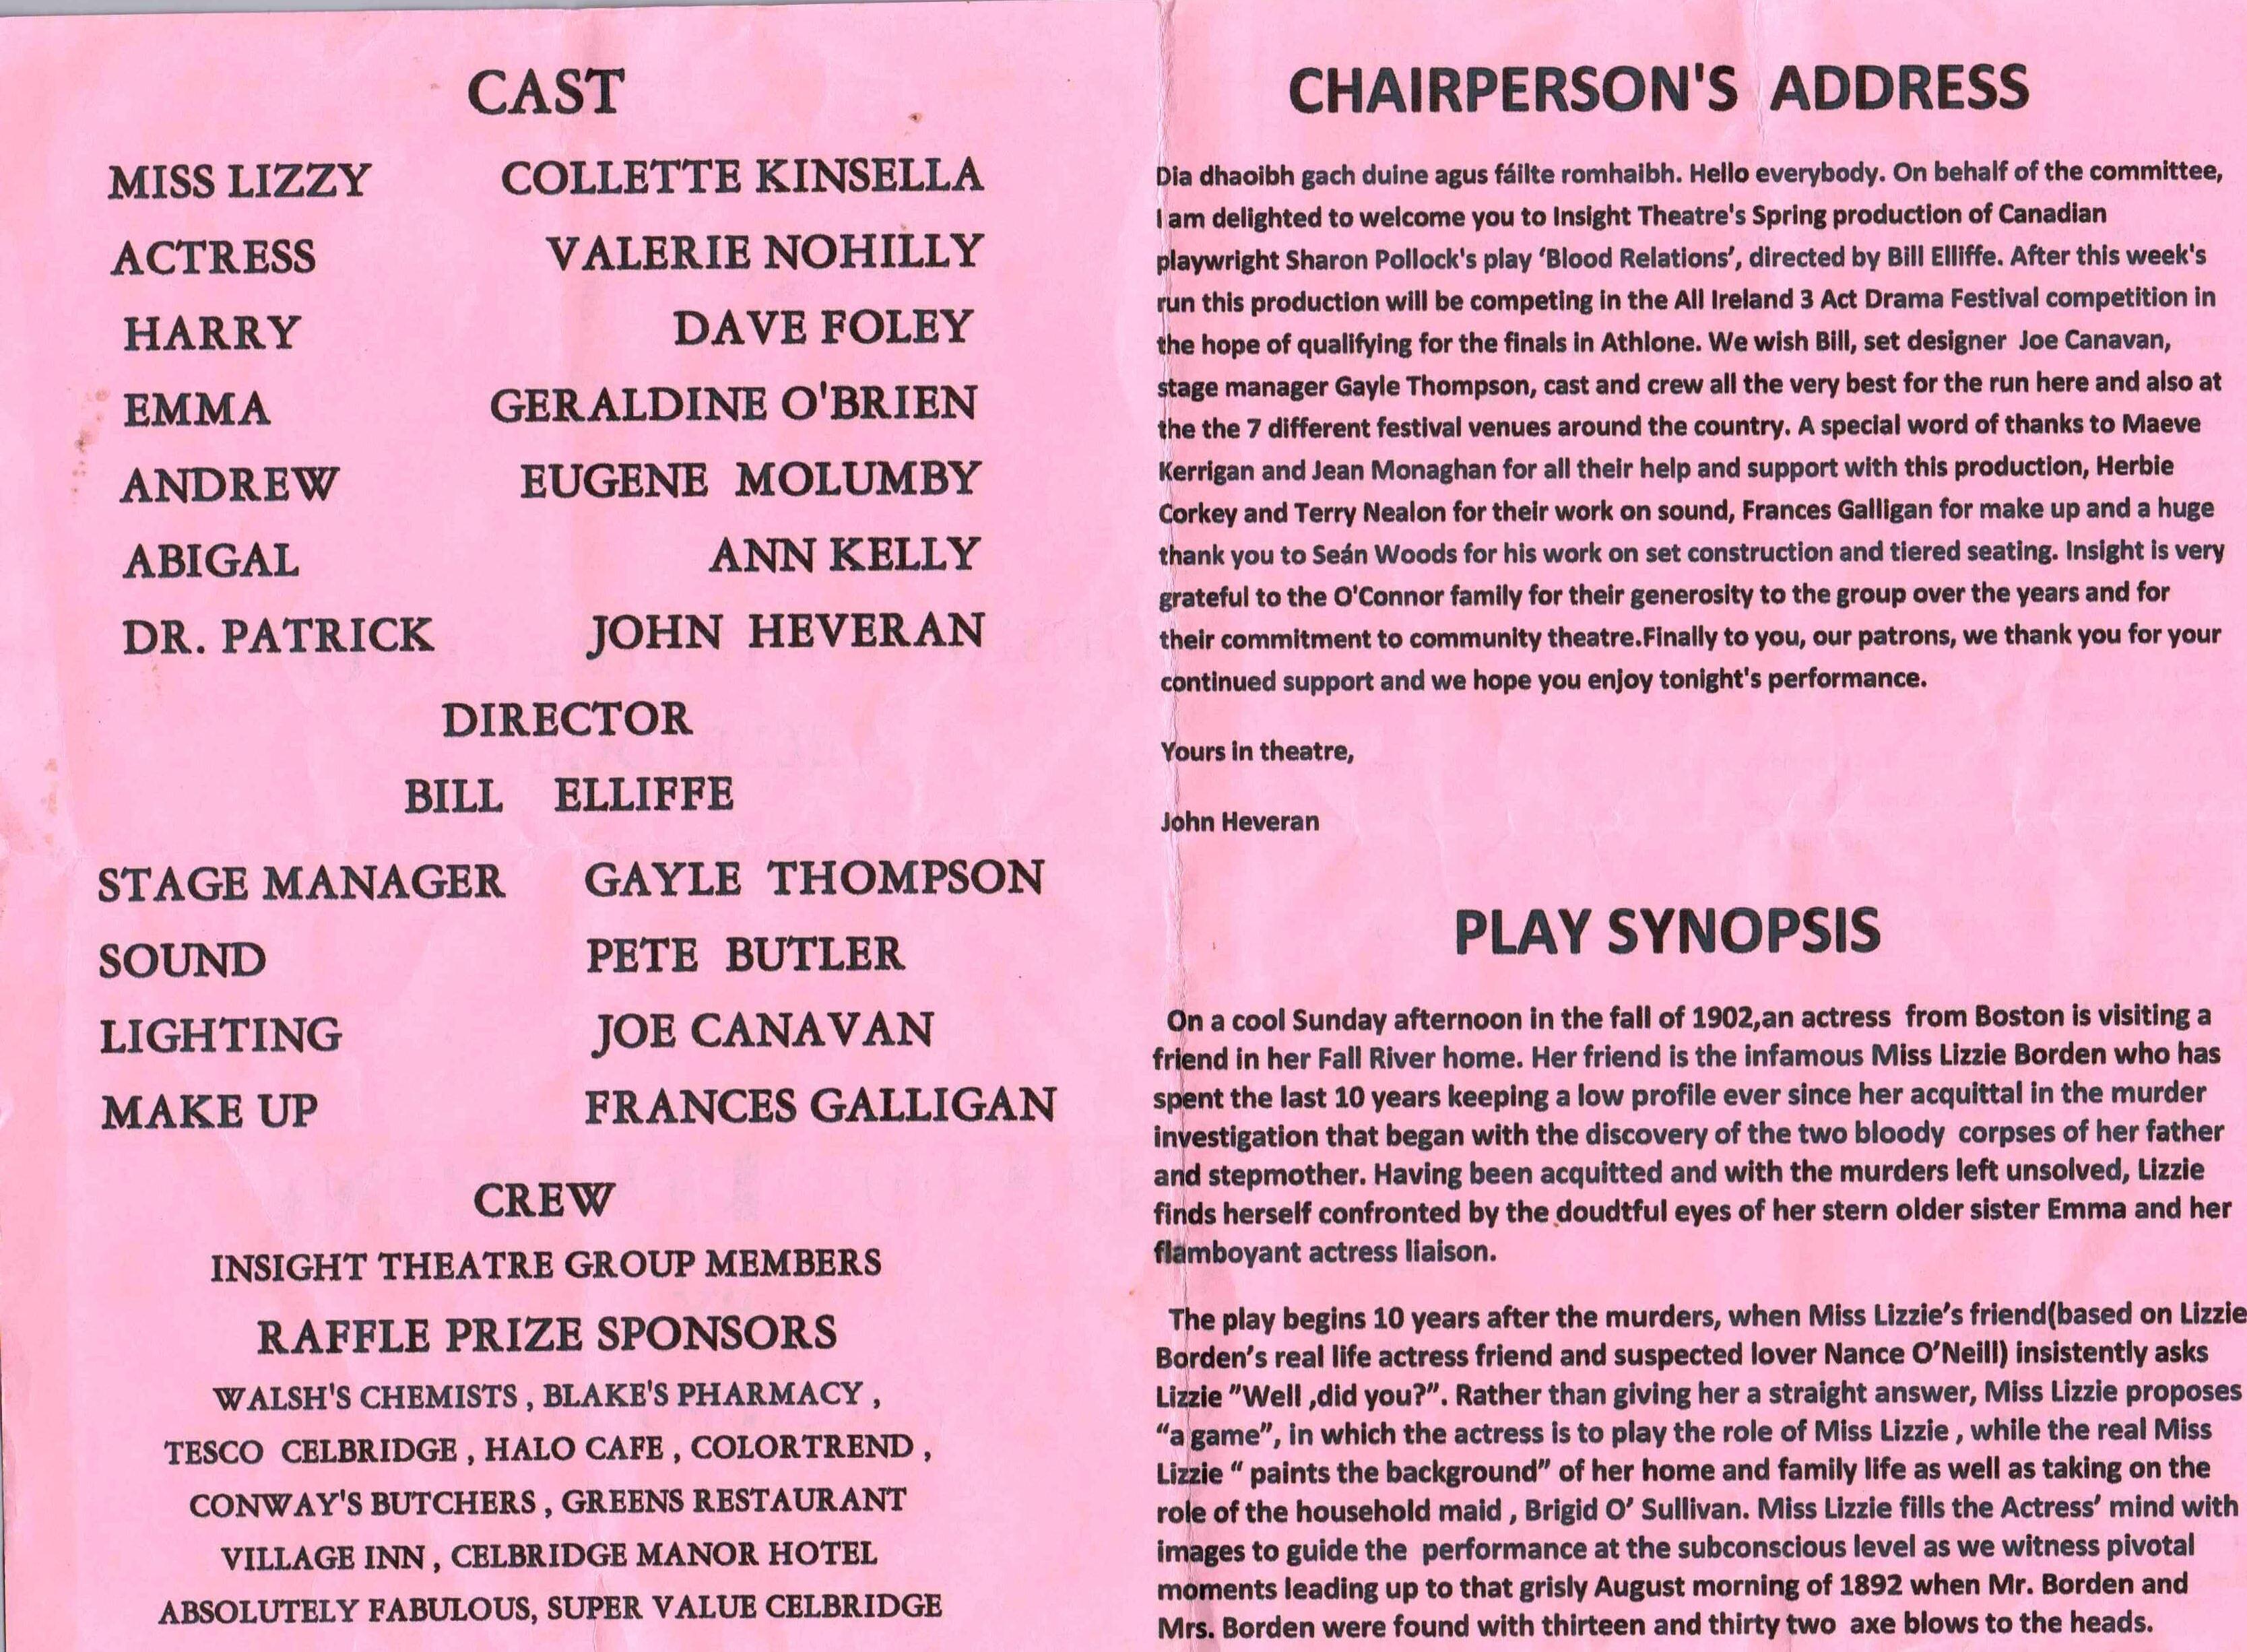 CAST
MISS LIZZY COLLETTE KINSELLA
ACTRESS VALERIE NOHILLY
HARRY DAVE FOLEY
EMMA GERALDINE O'BRIEN
ANDREW EUGENE MOLUMBY
ABIGAL ANN KELLY
DR. PATRICK JOHN HEVERAN
DIRECTOR
BILL ELLIFFE
STAGE MANAGER GAYLE THOMPSON
SOUND PETE BUTLER
LIGHTING JOE CANAVAN
MAKE UP FRANCES GALLIGAN
CREW
INSIGHT THEATRE GROUP MEMBERS
RAFFLE PRIZE SPONSORS
WALSH'S CHEMISTS , BLAKE'S PHARMACY ,
TESCO CELBRIDGE , HALO CAFE , COLORTREND ,
CONWAY'S BUTCHERS , GREENS RESTAURANT
VILLAGE INN , CELBRIDGE MANOR HOTEL
ABSOLUTELY FABULOUS, SUPER VALUE CELBRIDGE
CHAIRPERSON'S ADDRESS
Dia dhaoibh gach duine agus fáilte romhaibh. Hello everybody. On behalf of the committee,
I am delighted to welcome you to Insight Theatre's Spring production of Canadian
playwright Sharon Pollock's play ‘Blood Relations’, directed by Bill Elliffe. After this week's
run this production will be competing in the All Ireland 3 Act Drama Festival competition in
the hope of qualifying for the finals in Athlone. We wish Bill, set designer Joe Canavan,
stage manager Gayle Thompson, cast and crew all the very best for the run here and also at
the the 7 different festival venues around the country. A special word of thanks to Maeve
Kerrigan and Jean Monaghan for all their help and support with this production, Herbie
Corkey and Terry Nealon for their work on sound, Frances Galligan for make up and a huge
thank you to Seán Woods for his work on set construction and tiered seating. Insight is very
grateful to the O'Connor family for their generosity to the group over the years and for
their commitment to community theatre.Finally to you, our patrons, we thank you for your
continued support and we hope you enjoy tonight's performance.
Yours in theatre,
John Heveran
PLAY SYNOPSIS
On a cool Sunday afternoon in the fall of 1902,an actress from Boston is visiting a
friend in her Fall River home. Her friend is the infamous Miss Lizzie Borden who has
spent the last 10 years keeping a low profile ever since her acquittal in the murder
investigation that began with the discovery of the two bloody corpses of her father
and stepmother. Having been acquitted and with the murders left unsolved, Lizzie
finds herself confronted by the doudtful eyes of her stern older sister Emma and her
flamboyant actress liaison.
The play begins 10 years after the murders, when Miss Lizzie’s friend(based on Lizzie
Borden’s real life actress friend and suspected lover Nance O’Neill) insistently asks
Lizzie ”Well ,did you?”. Rather than giving her a straight answer, Miss Lizzie proposes
“a game”, in which the actress is to play the role of Miss Lizzie , while the real Miss
Lizzie “ paints the background” of her home and family life as well as taking on the
role of the household maid , Brigid O’ Sullivan. Miss Lizzie fills the Actress’ mind with
images to guide the performance at the subconscious level as we witness pivotal
moments leading up to that grisly August morning of 1892 when Mr. Borden and
Mrs. Borden were found with thirteen and thirty two axe blows to the heads.